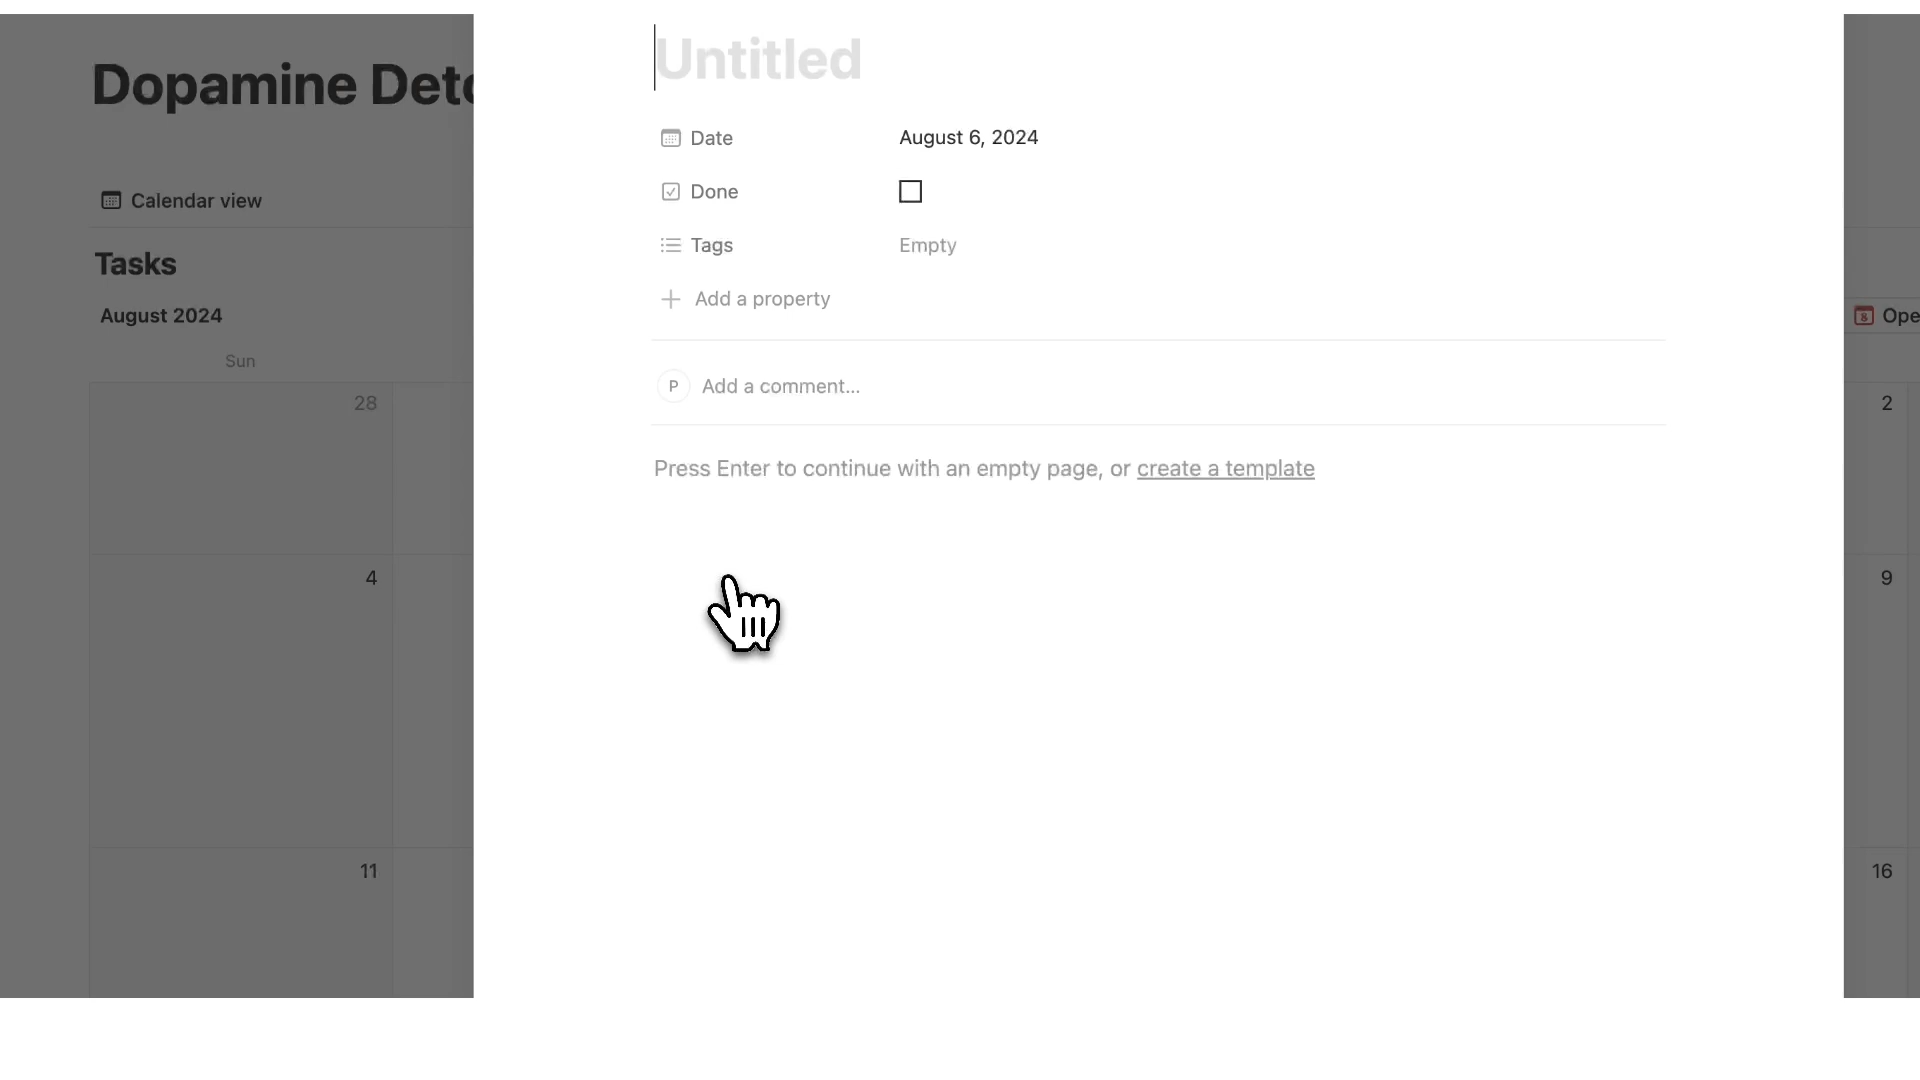 Dopamine Deto
Calendar view
Tasks
August 2024
Sun
28
4
11
Untitled
Date August 6, 2024
Done
Tags Empty
Add a property
P Add a comment...
Press Enter to continue with an empty page, or create a template
Ope
2
9
16